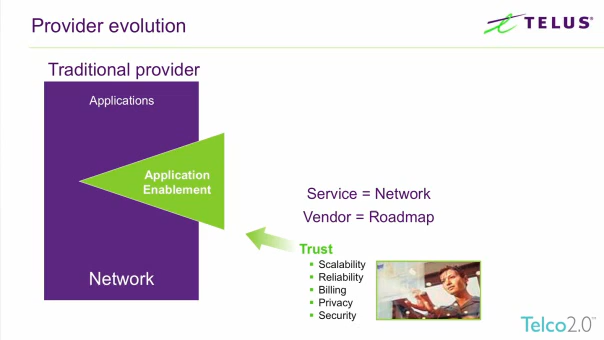 Provider evolution
TELUS®
Traditional provider
Applications
Application
Enablement
Network
Service = Network
Vendor = Roadmap
Trust
Scalability
Reliability
Billing
Privacy
Security
Telco2.0™